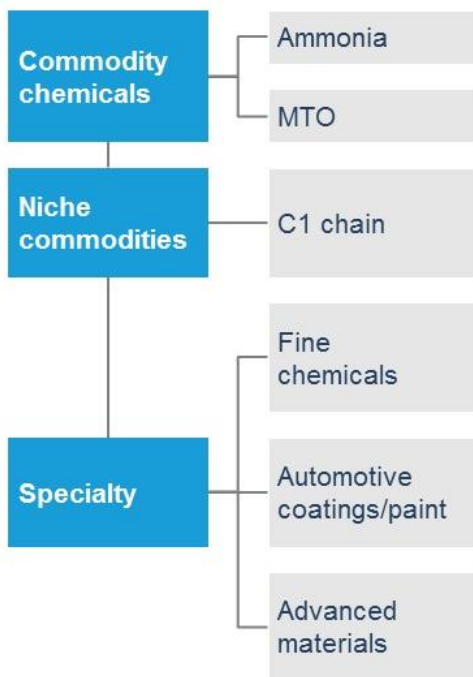 Commodity
chemicals
Ammonia
MTO
Niche
commodities
C1 chain
Specialty
Fine
chemicals
Automotive
coatings/paint
Advanced
materials